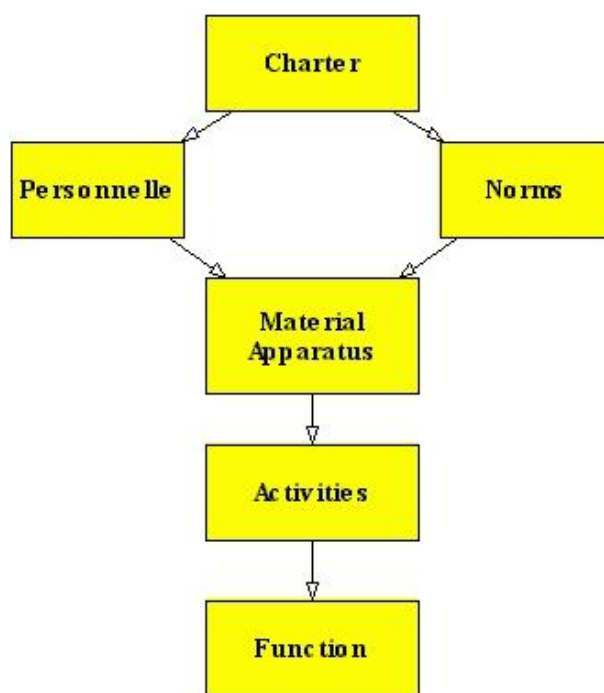 Charter
Personnelle
Norms
Material
Apparatus
Activities
Function